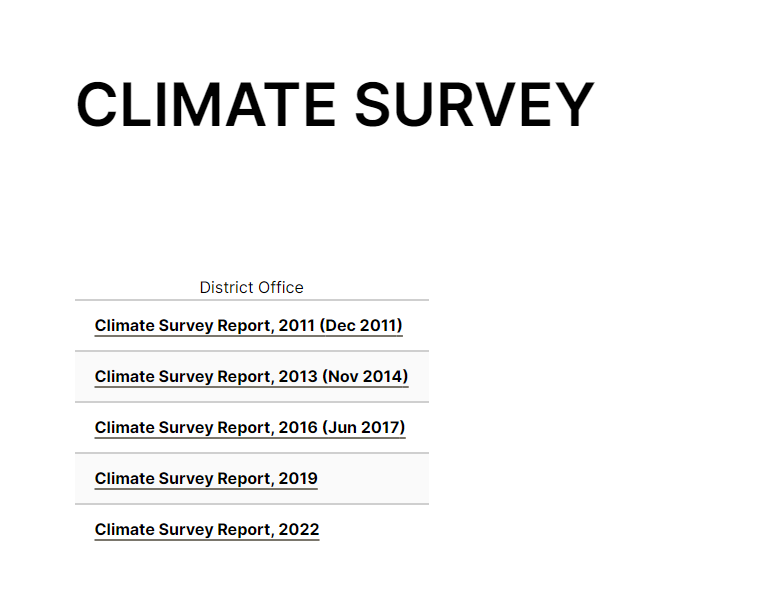 CLIMATE SURVEY
District Office
Climate Survey Report, 2011 (Dec 2011)
Climate Survey Report, 2013 (Nov 2014)
Climate Survey Report, 2016 (Jun 2017)
Climate Survey Report, 2019
Climate Survey Report, 2022